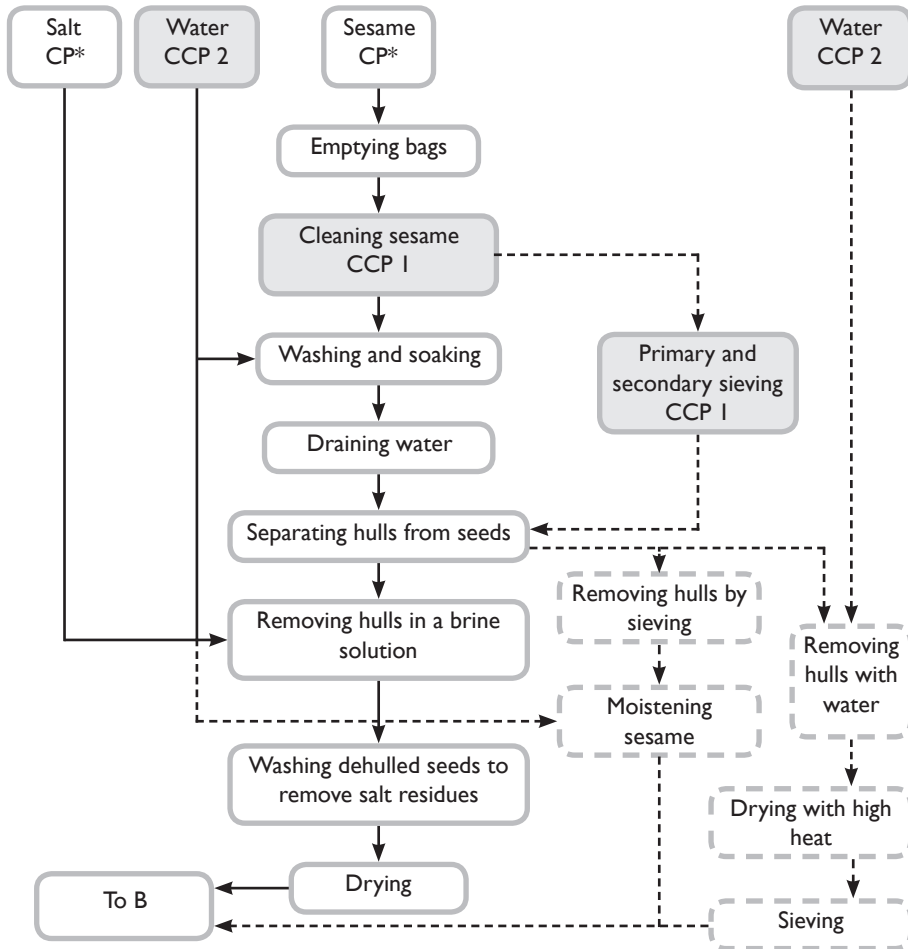 Salt
CP*
Water
CCP 2
Sesame
CP*
Water
CCP 2
Emptying bags
Cleaning sesame
CCP 1
Washing and soaking
Primary and
secondary sieving
CCP 1
Draining water
Separating hulls from seeds
Removing hulls by
sieving
Removing hulls in a brine
solution
Removing
hulls with
water
Moistening
sesame
Washing dehulled seeds to
remove salt residues
Drying with high
heat
Drying
To B
Sieving